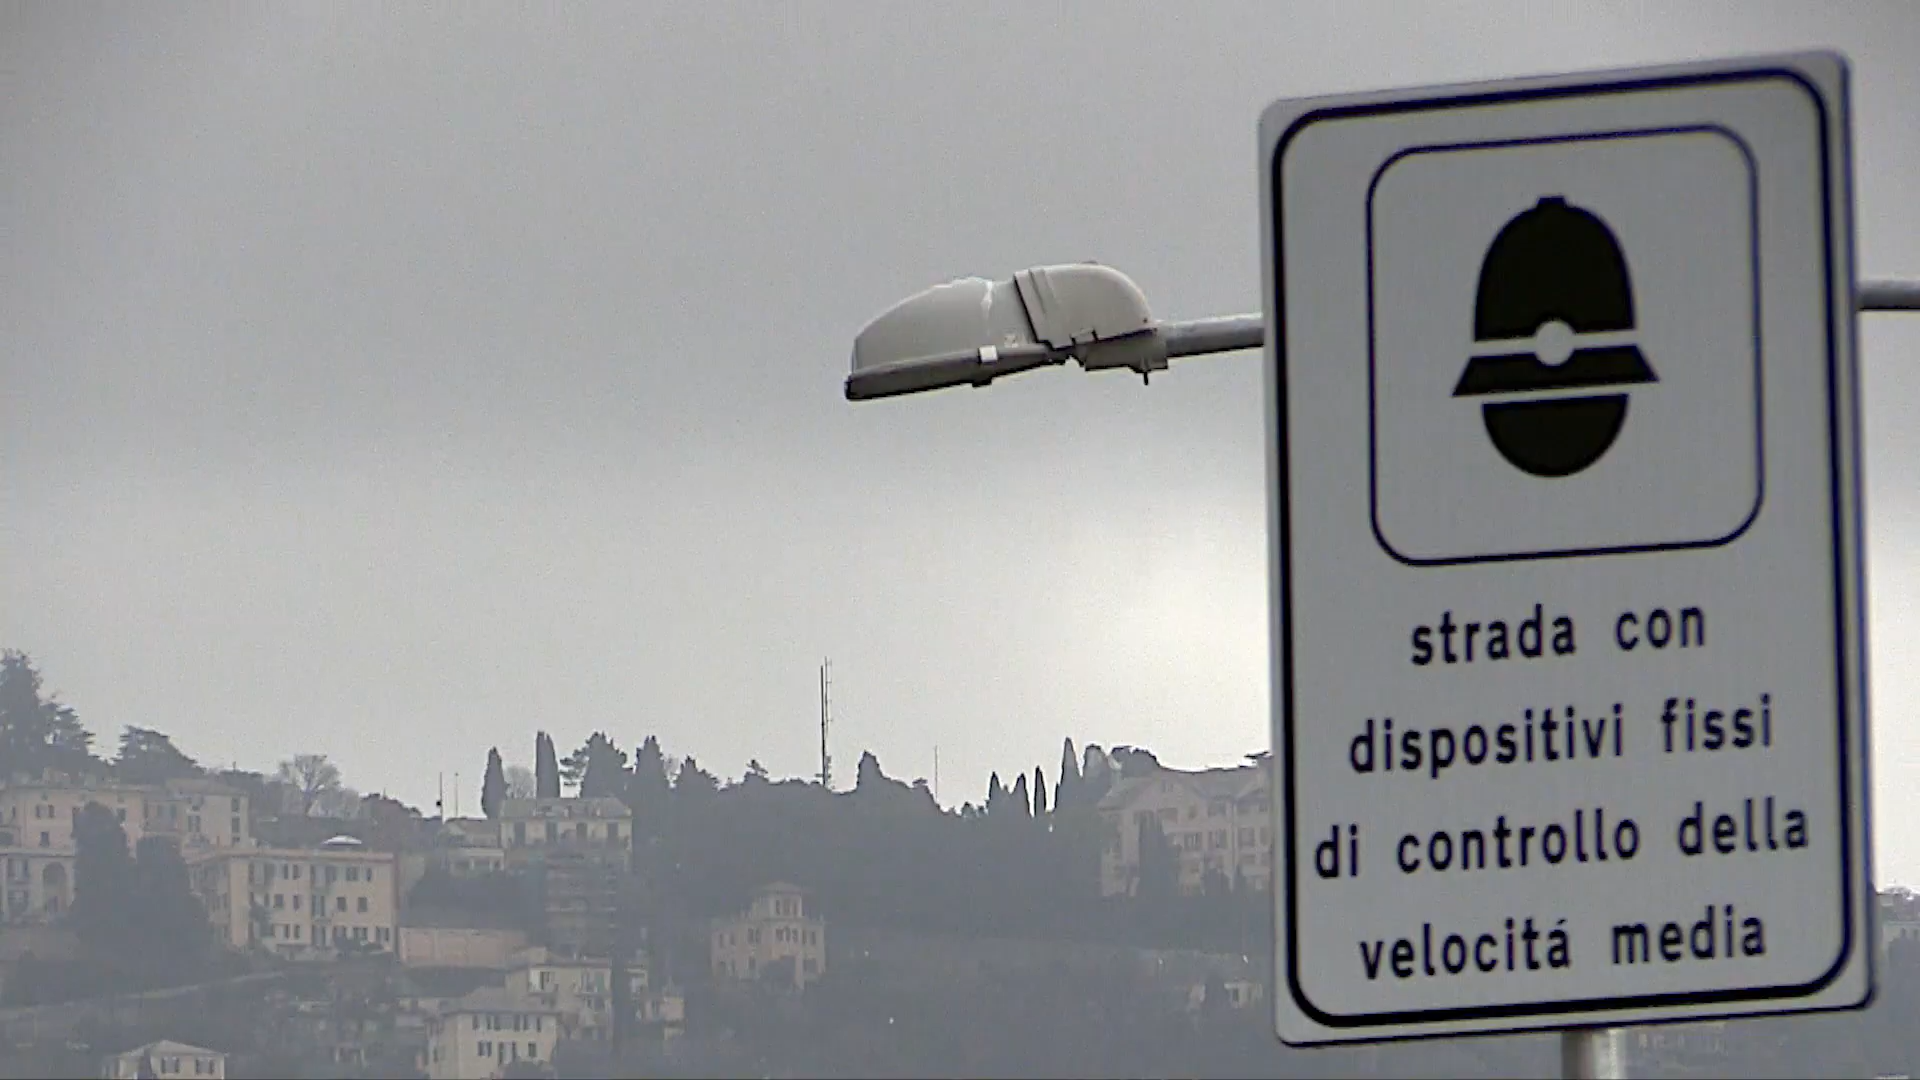 strada con
dispositivi fissi
di controllo della
velocitá media